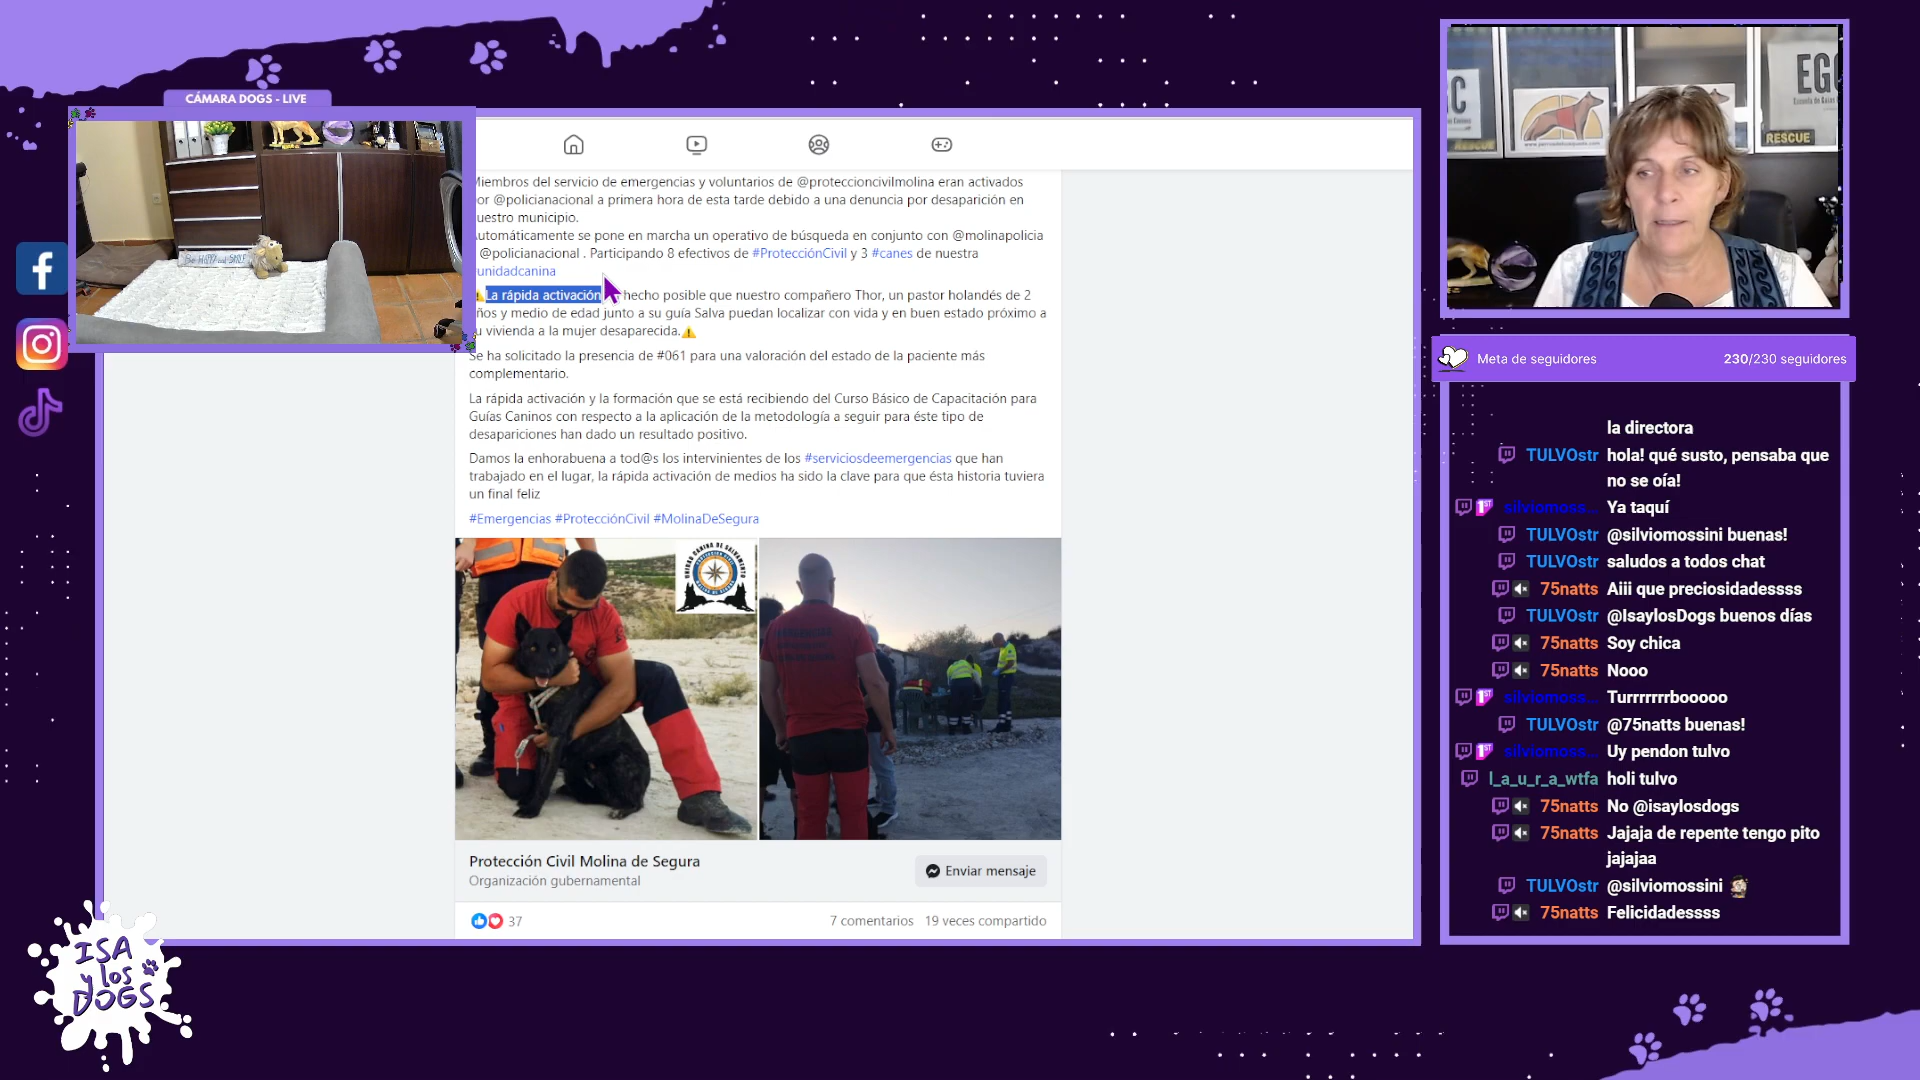 CÁMARA DOGS - LIVE
Miembros del servicio de emergencias y voluntarios de @proteccioncivilmolina eran activados
por @policianacional a primera hora de esta tarde debido a una denuncia por desaparición en
nuestro municipio.
Automáticamente se pone en marcha un operativo de búsqueda en conjunto con @molinapolicia
@policianacional . Participando 8 efectivos de #ProtecciónCivil y 3 #canes de nuestra
#unidadcanina
⚠️La rápida activación hecho posible que nuestro compañero Thor, un pastor holandés de 2
años y medio de edad junto a su guía Salva puedan localizar con vida y en buen estado próximo a
su vivienda a la mujer desaparecida.⚠️
Se ha solicitado la presencia de #061 para una valoración del estado de la paciente más
complementario.
La rápida activación y la formación que se está recibiendo del Curso Básico de Capacitación para
Guías Caninos con respecto a la aplicación de la metodología a seguir para éste tipo de
desapariciones han dado un resultado positivo.
Damos la enhorabuena a tod@s los intervinientes de los #serviciosdeemergencias que han
trabajado en el lugar, la rápida activación de medios ha sido la clave para que ésta historia tuviera
un final feliz
#Emergencias #ProtecciónCivil #MolinaDeSegura
UNIDAD CANINA DE SALVAMENTO
Protección Civil Molina de Segura
Organización gubernamental
Enviar mensaje
37
7 comentarios 19 veces compartido
ISA
y los
DOGS
EGC
RESCUE
RESCUE
Meta de seguidores 230/230 seguidores
la directora
TULVOstr hola! qué susto, pensaba que
no se oía!
silviomoss... Ya taquí
TULVOstr @silviomossini buenas!
TULVOstr saludos a todos chat
75natts Aiii que preciosidadessss
TULVOstr @IsaylosDogs buenos días
75natts Soy chica
75natts Nooo
silviomoss... Turrrrrrrbooooo
TULVOstr @75natts buenas!
silviomoss... Uy pendon tulvo
l_a_u_r_a_wtfa holi tulvo
75natts No @isaylosdogs
75natts Jajaja de repente tengo pito
jajajaa
TULVOstr @silviomossini
75natts Felicidadessss